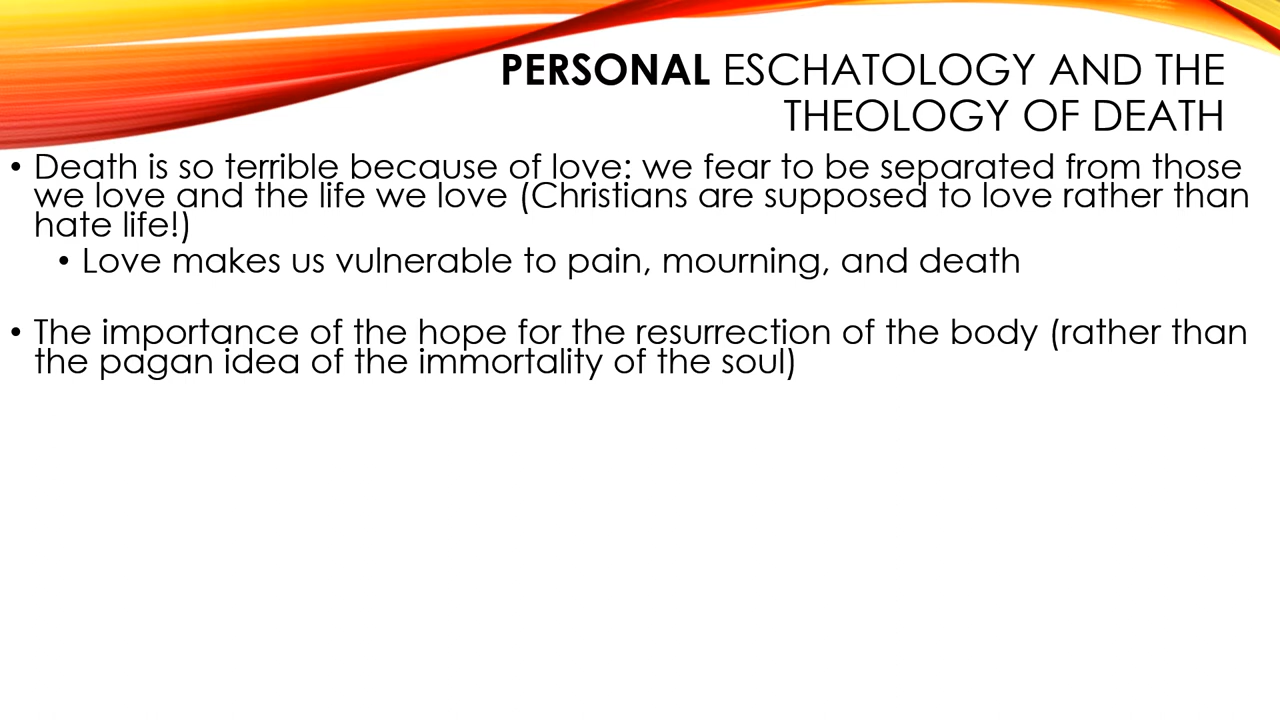 PERSONAL ESCHATOLOGY AND THE
THEOLOGY OF DEATH
• Death is so terrible because of love: we fear to be separated from those
we love and the life we love (Christians are supposed to love rather than
hate life!)
• Love makes us vulnerable to pain, mourning, and death
• The importance of the hope for the resurrection of the body (rather than
the pagan idea of the immortality of the soul)